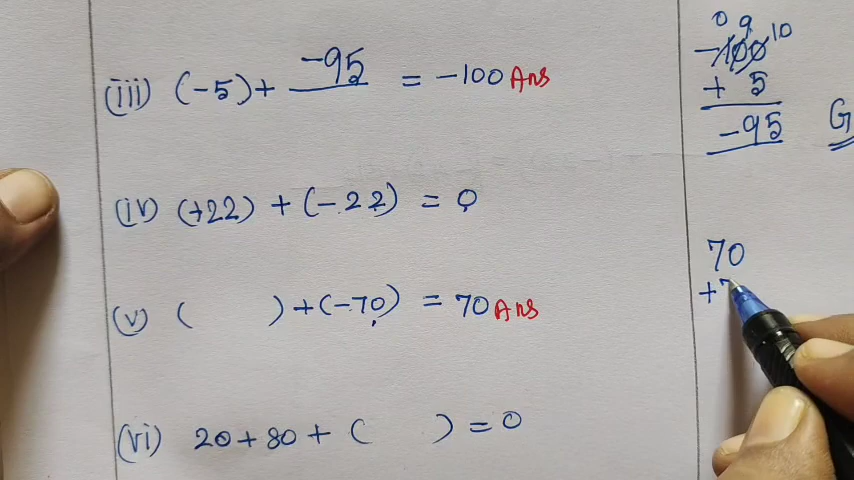 (iii) (-5)+ -95 = -100 Ans
(iv) (+22) + (-22) = 0
(v) ( ) + (-70) = 70 Ans
(vi) 20 + 80 + ( ) = 0
0 9 10
-100
+ 5
-95
G
70
+7